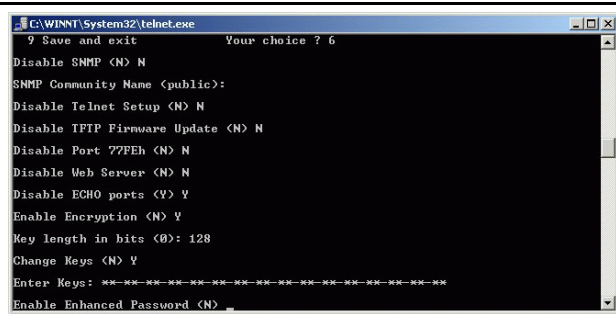 C:\WINNT\System32\telnet.exe
9 Save and exit Your choice ? 6
Disable SNMP (N) N
SNMP Community Name (public):
Disable Telnet Setup (N) N
Disable TFTP Firmware Update (N) N
Disable Port 77FEh (N) N
Disable Web Server (N) N
Disable ECHO ports (Y) Y
Enable Encryption (N) Y
Key length in bits (0): 128
Change Keys (N) Y
Enter Keys: **-**-**-**-**-**-**-**-**-**-**-**-**-**-**-**
Enable Enhanced Password (N) _